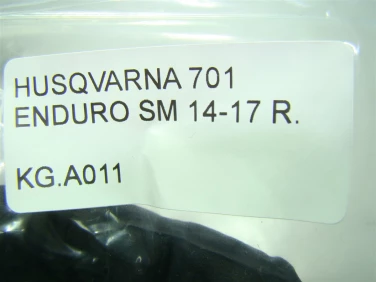 HUSQVARNA 701
ENDURO SM 14-17 R.
KG.A011